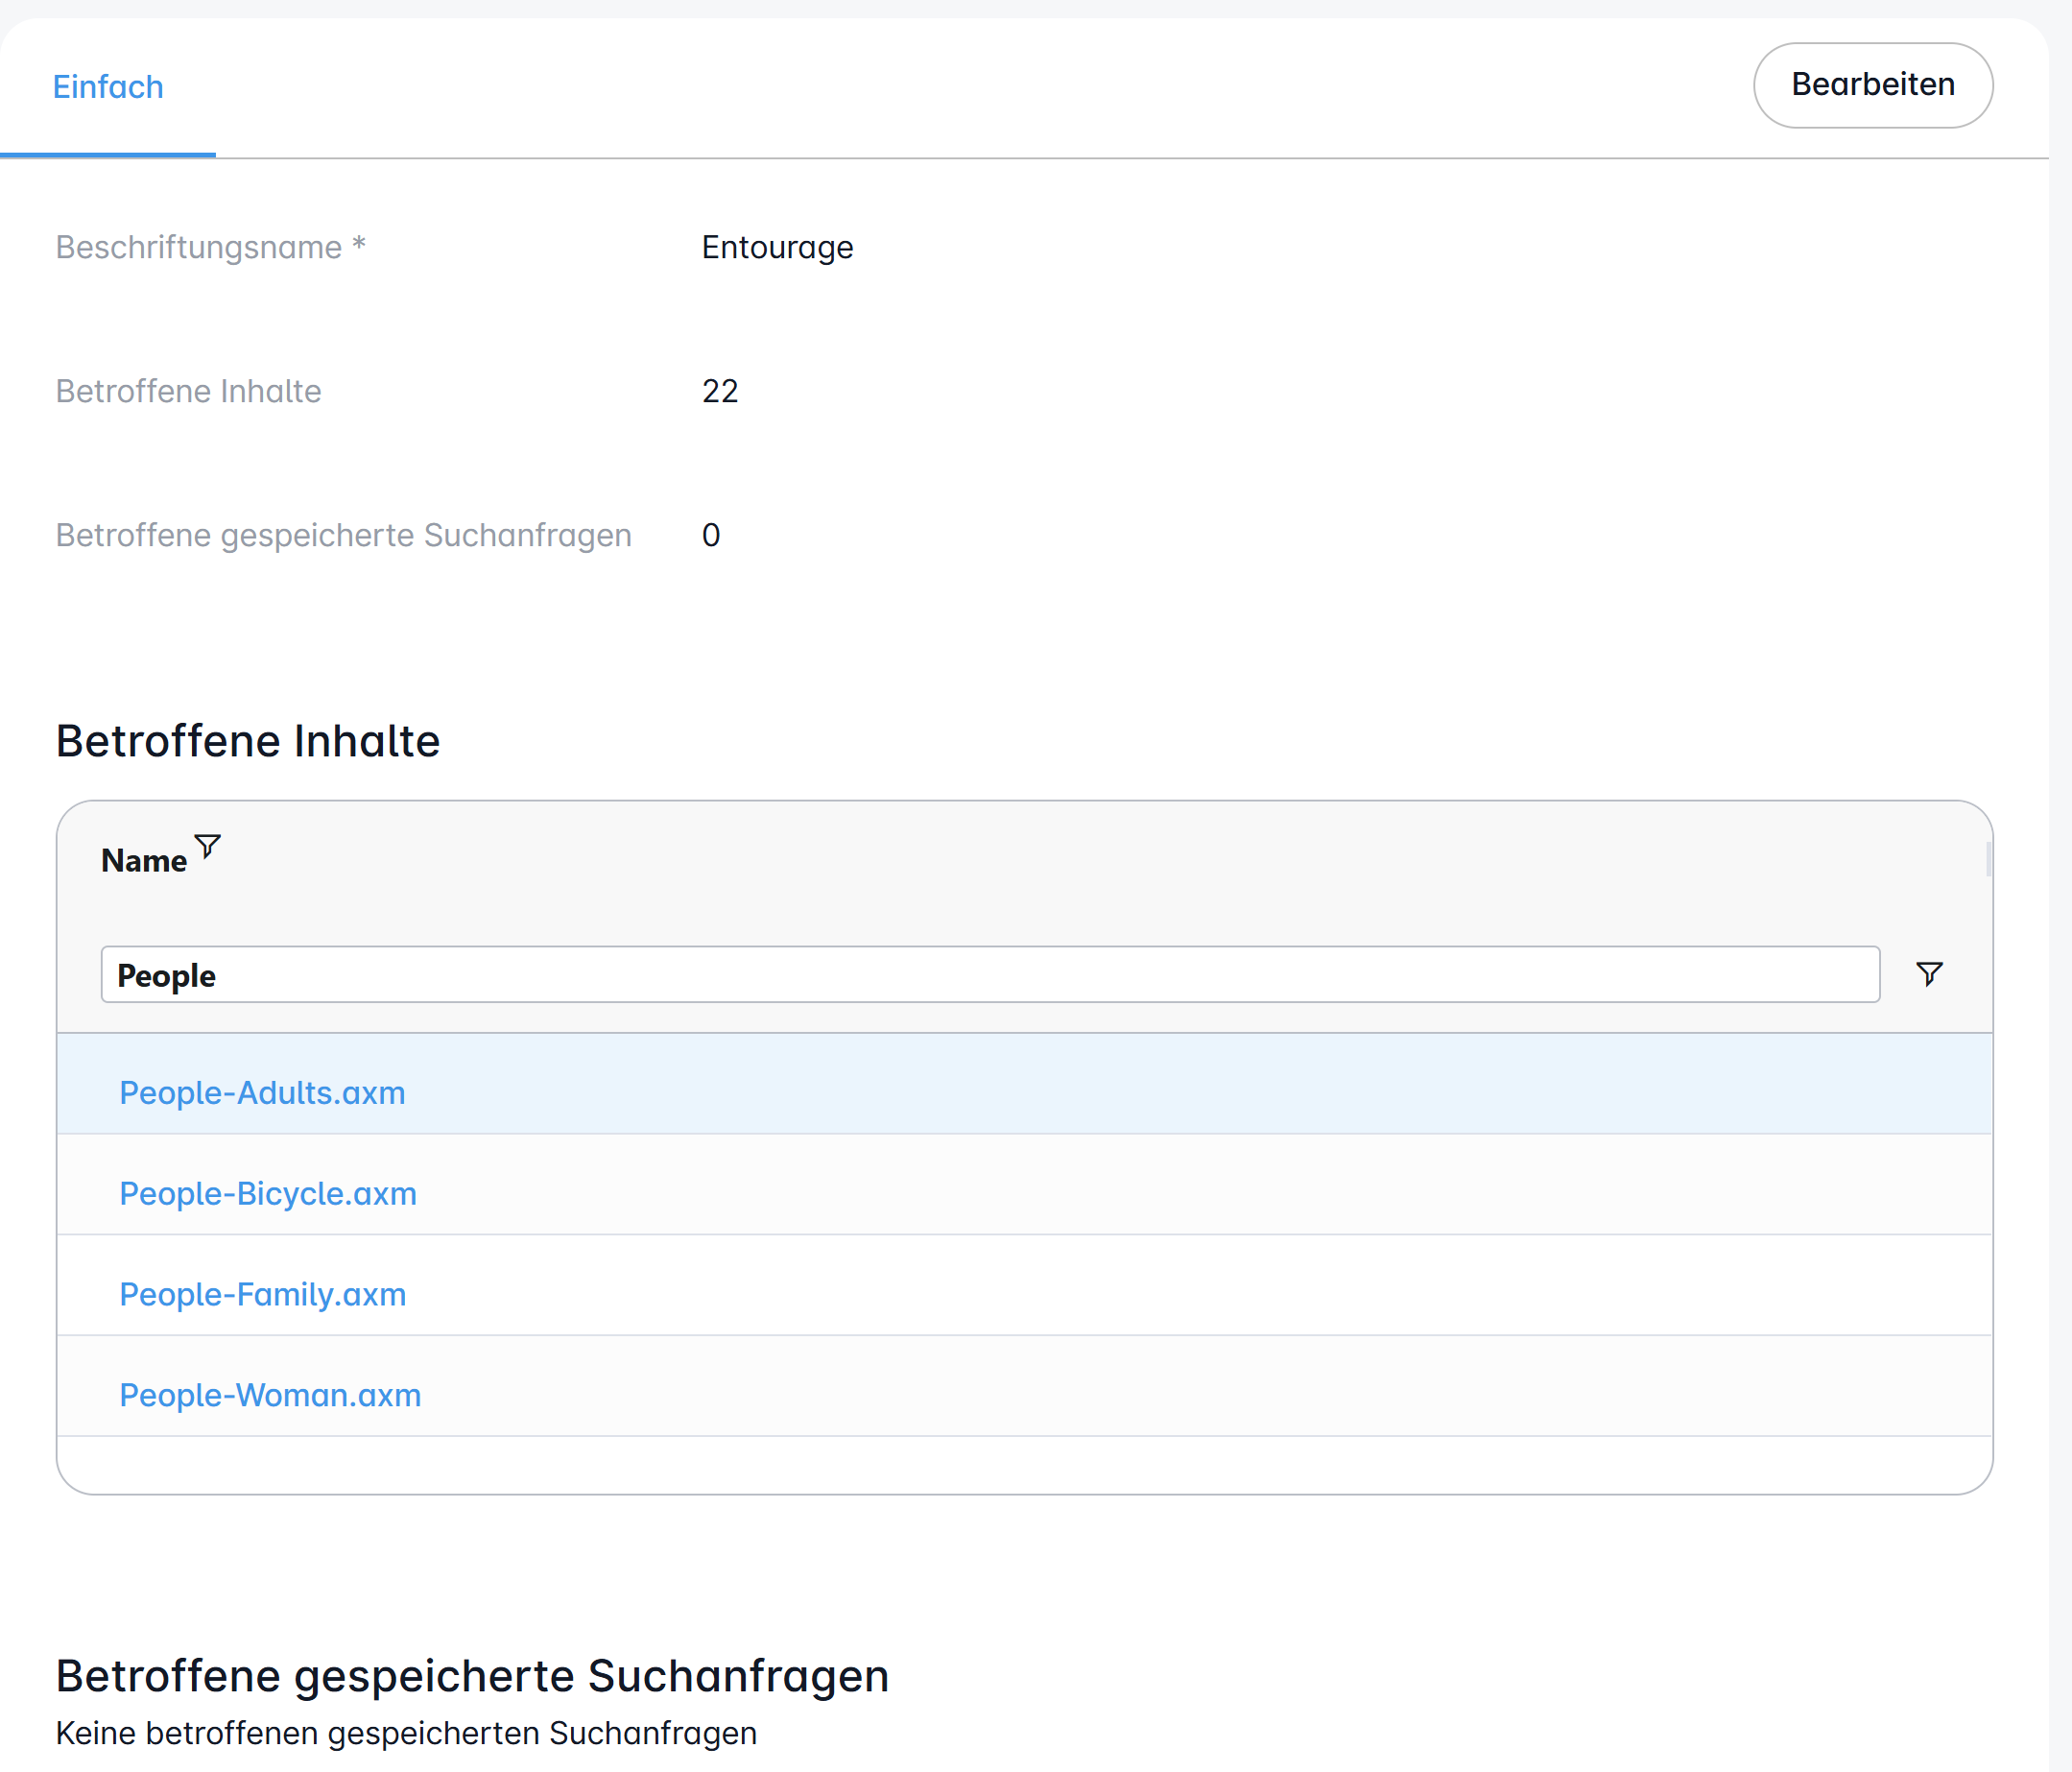 Einfach
Bearbeiten
Beschriftungsname * Entourage
Betroffene Inhalte 22
Betroffene gespeicherte Suchanfragen 0
Betroffene Inhalte
Name
People
People-Adults.axm
People-Bicycle.axm
People-Family.axm
People-Woman.axm
Betroffene gespeicherte Suchanfragen
Keine betroffenen gespeicherten Suchanfragen